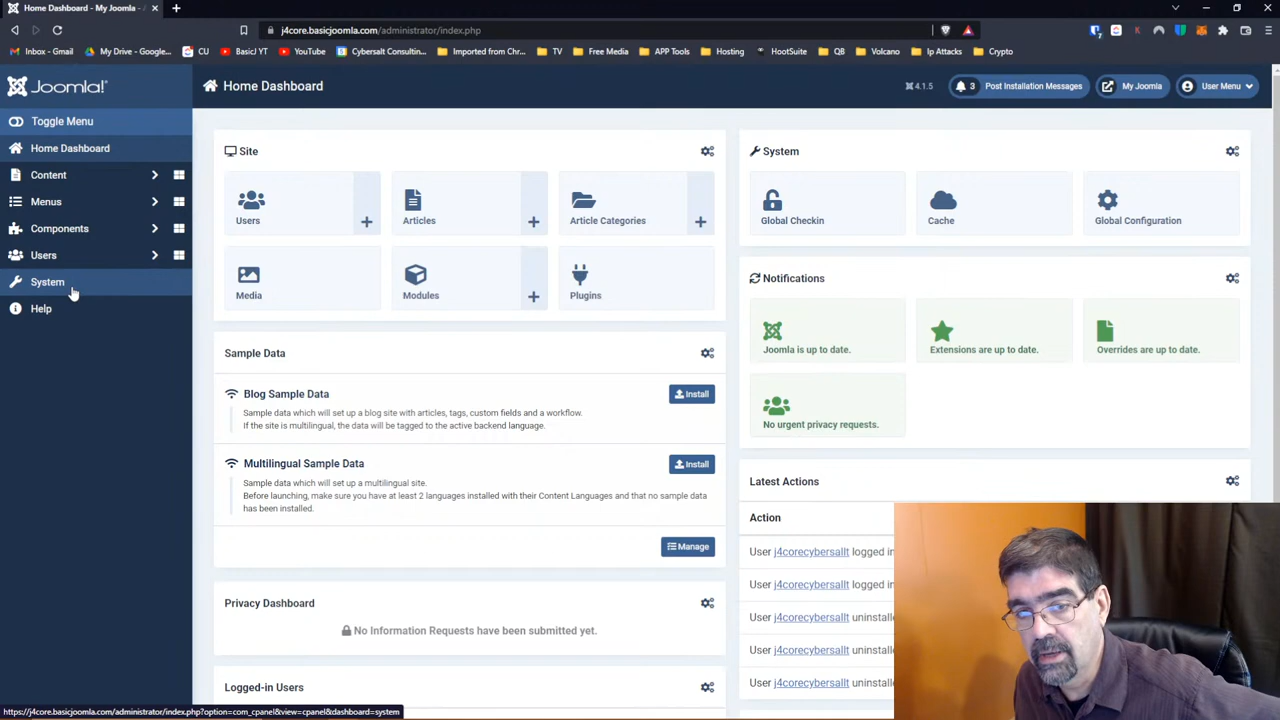 Home Dashboard - My Joomla - J
j4core.basicjoomla.com/administrator/index.php
Inbox - Gmail
My Drive - Google...
CU
BasicJ YT
YouTube
Cybersalt Consultin...
Imported from Chr...
TV
Free Media
APP Tools
Hosting
HootSuite
QB
Volcano
Ip Attacks
Crypto
Joomla!
Home Dashboard
4.1.5
3 Post Installation Messages
My Joomla
User Menu
Toggle Menu
Home Dashboard
Content
Menus
Components
Users
System
Help
Site
Users
Articles
Article Categories
Media
Modules
Plugins
Sample Data
Blog Sample Data
Install
Sample data which will set up a blog site with articles, tags, custom fields and a workflow.
If the site is multilingual, the data will be tagged to the active backend language.
Multilingual Sample Data
Install
Sample data which will set up a multilingual site.
Before launching, make sure you have at least 2 languages installed with their Content Languages and that no sample data
has been installed.
Manage
Privacy Dashboard
No Information Requests have been submitted yet.
Logged-in Users
System
Global Checkin
Cache
Global Configuration
Notifications
Joomla is up to date.
Extensions are up to date.
Overrides are up to date.
No urgent privacy requests.
Latest Actions
Action
User j4corecybersallt logged in
User j4corecybersallt logged in
User j4corecybersallt uninstalle
User j4corecybersallt uninstalle
User j4corecybersallt uninstalle
https://j4core.basicjoomla.com/administrator/index.php?option=com_cpanel&view=cpanel&dashboard=system